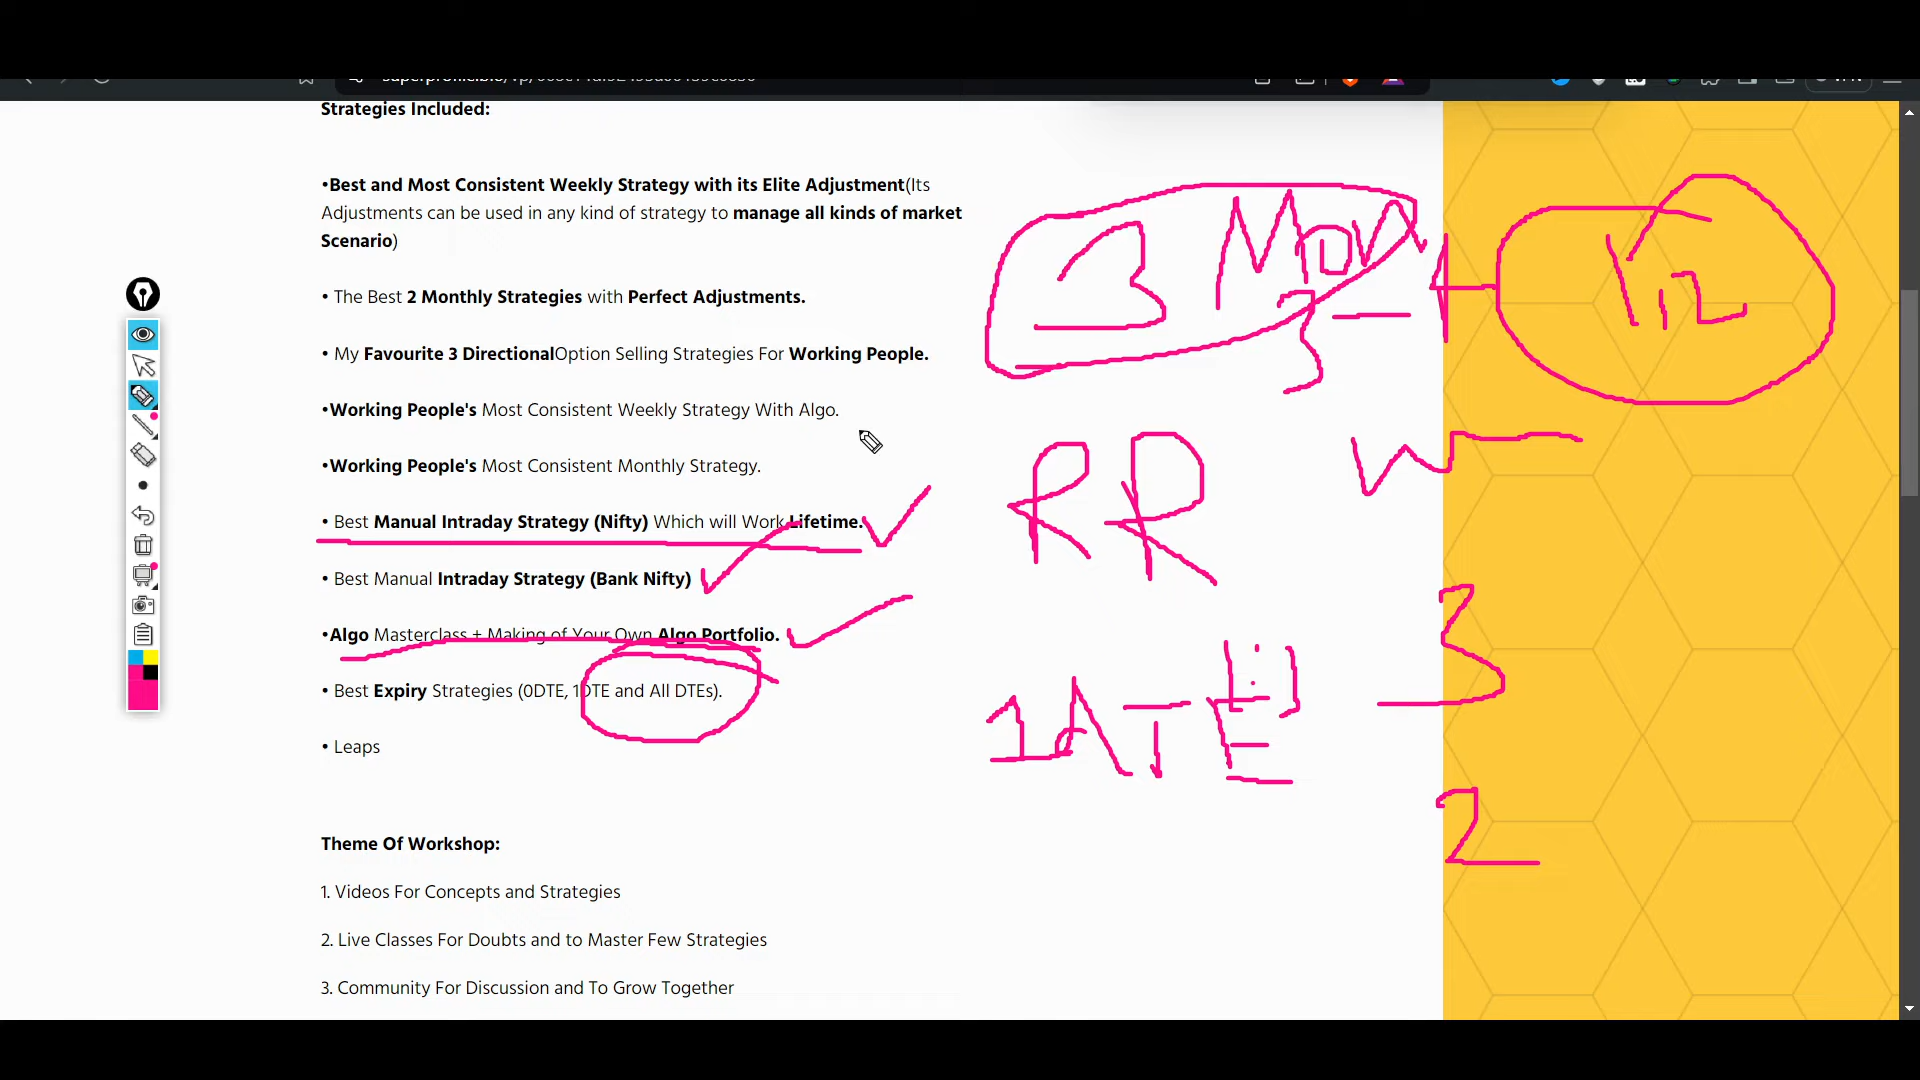 Strategies Included:
•Best and Most Consistent Weekly Strategy with its Elite Adjustment(Its
Adjustments can be used in any kind of strategy to manage all kinds of market
Scenario)
• The Best 2 Monthly Strategies with Perfect Adjustments.
• My Favourite 3 DirectionalOption Selling Strategies For Working People.
•Working People's Most Consistent Weekly Strategy With Algo.
•Working People's Most Consistent Monthly Strategy.
• Best Manual Intraday Strategy (Nifty) Which will Work Lifetime.
• Best Manual Intraday Strategy (Bank Nifty)
•Algo Masterclass + Making of Your Own Algo Portfolio.
• Best Expiry Strategies (0DTE, 1DTE and All DTEs).
• Leaps
Theme Of Workshop:
1. Videos For Concepts and Strategies
2. Live Classes For Doubts and to Master Few Strategies
3. Community For Discussion and To Grow Together
3 Mon
3
RR
W
3
2